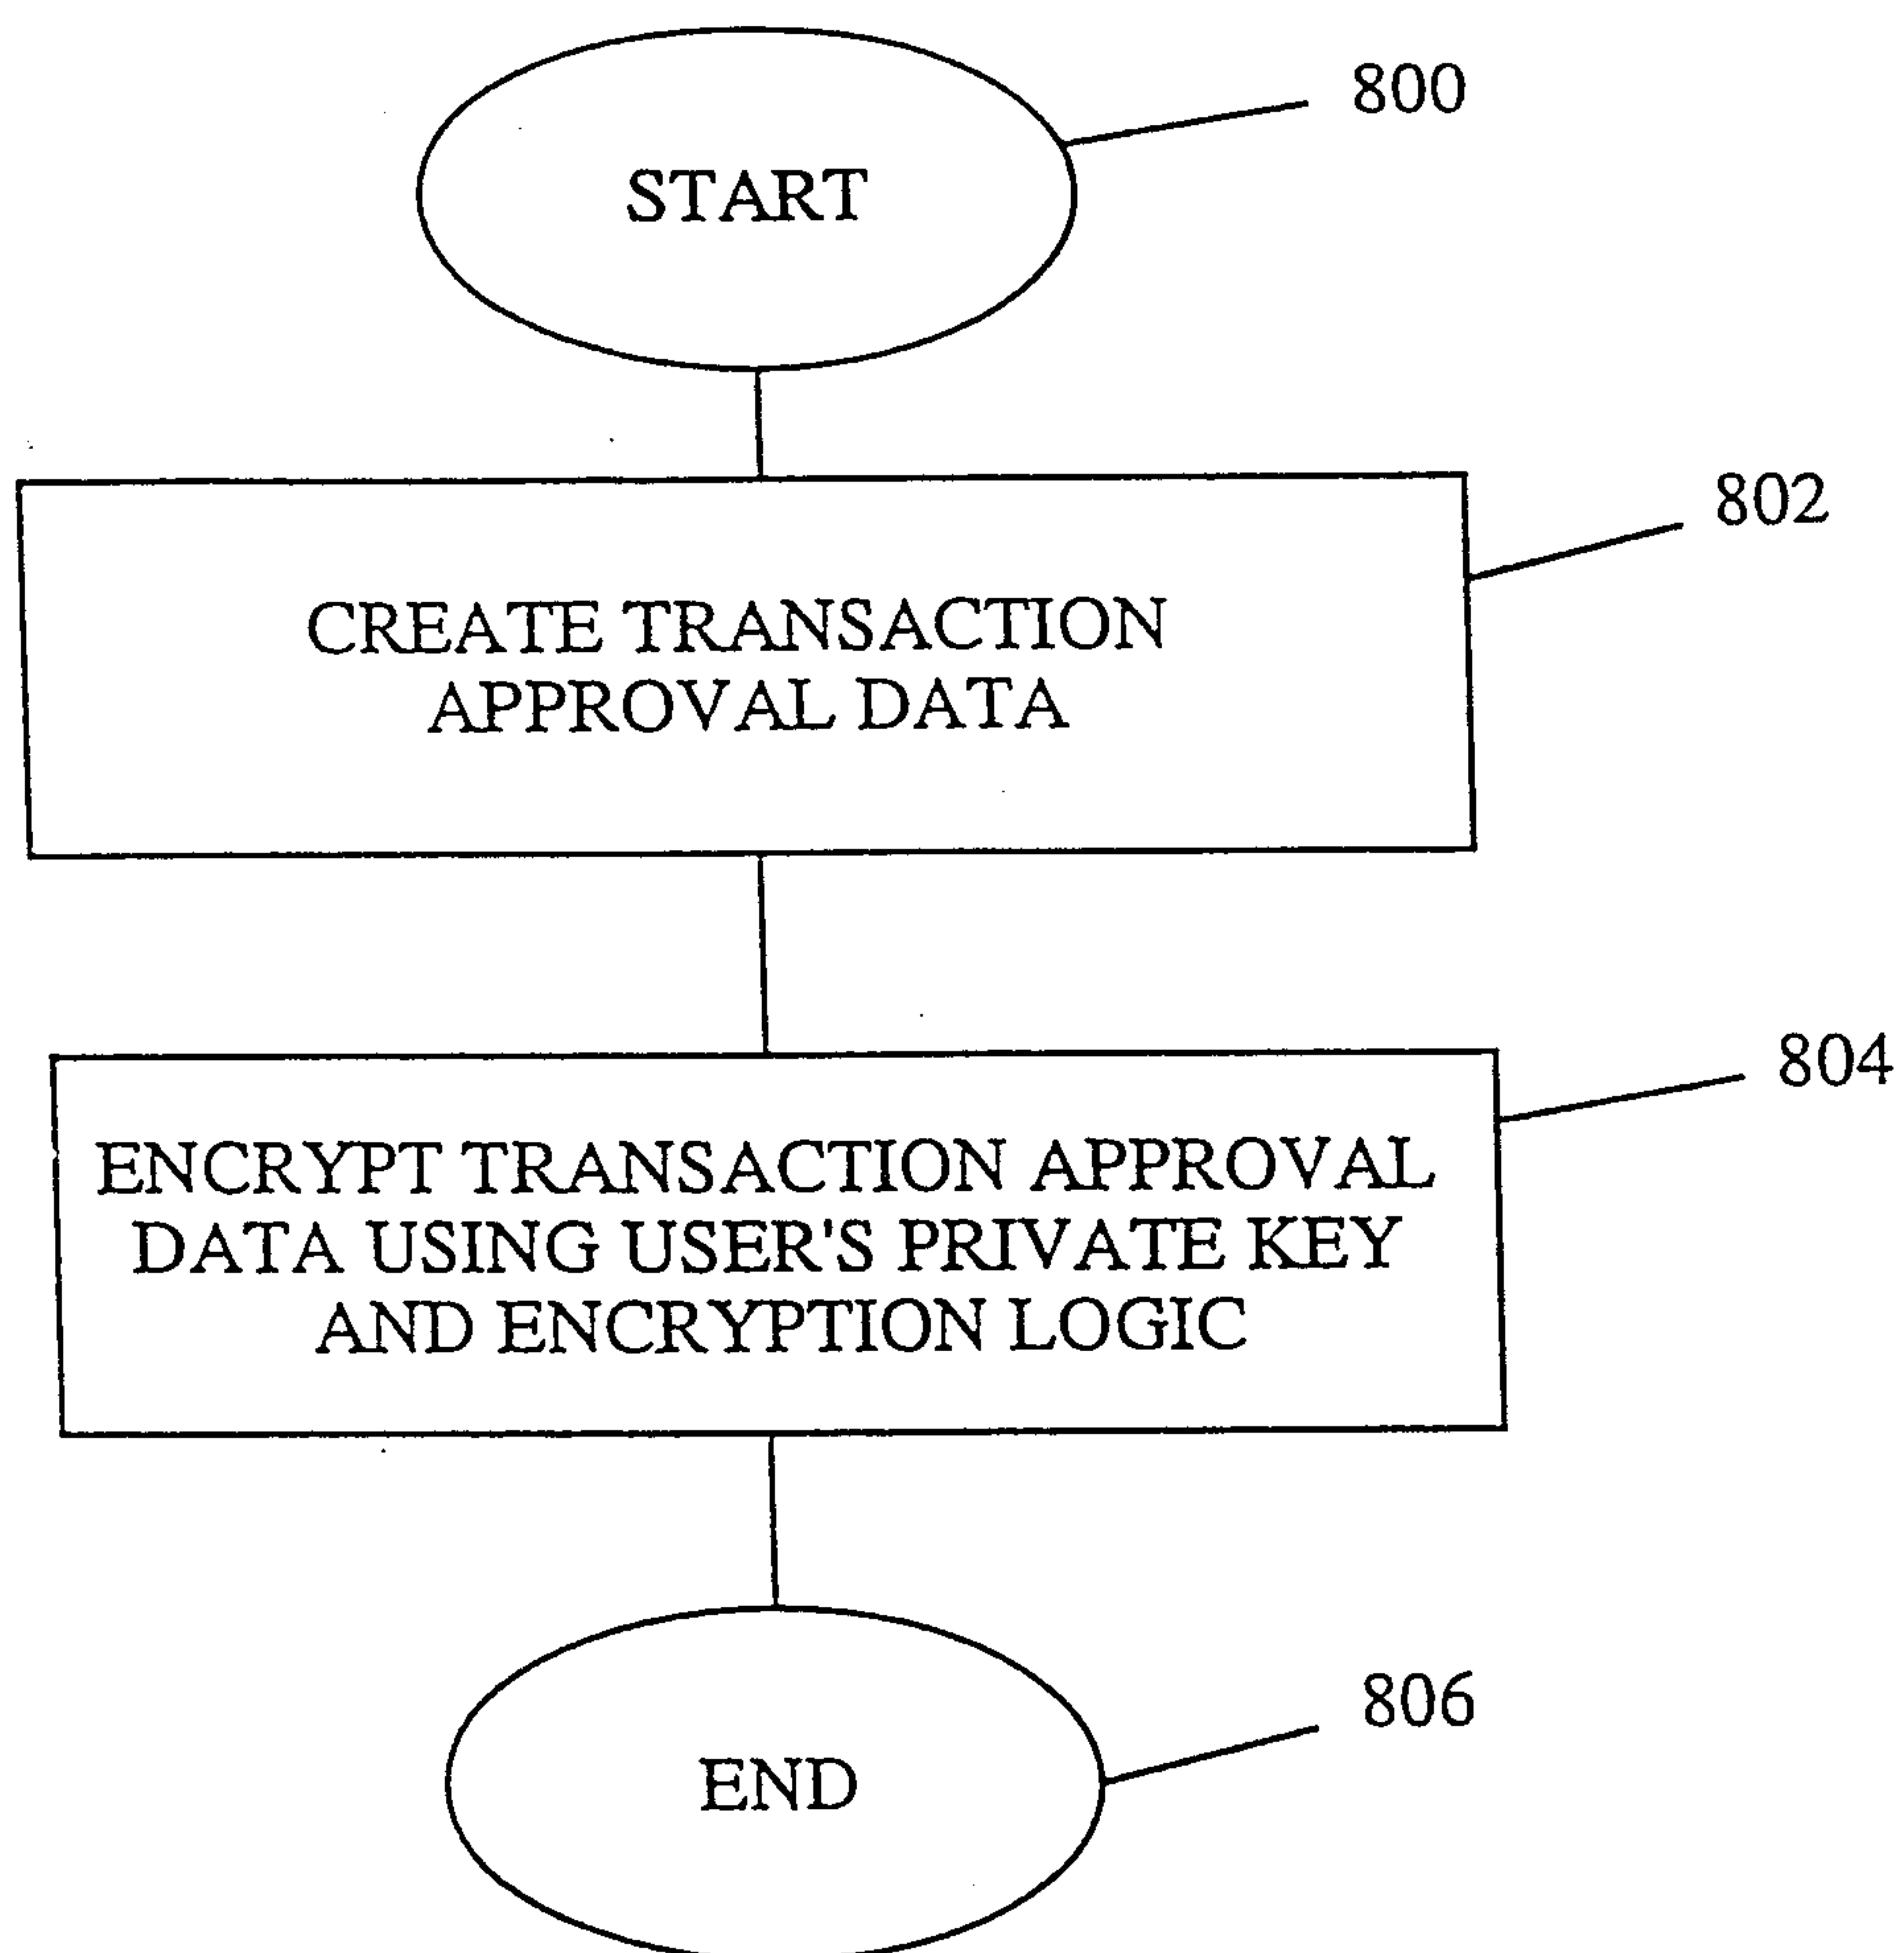 800
START
802
CREATE TRANSACTION
APPROVAL DATA
804
ENCRYPT TRANSACTION APPROVAL
DATA USING USER'S PRIVATE KEY
AND ENCRYPTION LOGIC
806
END